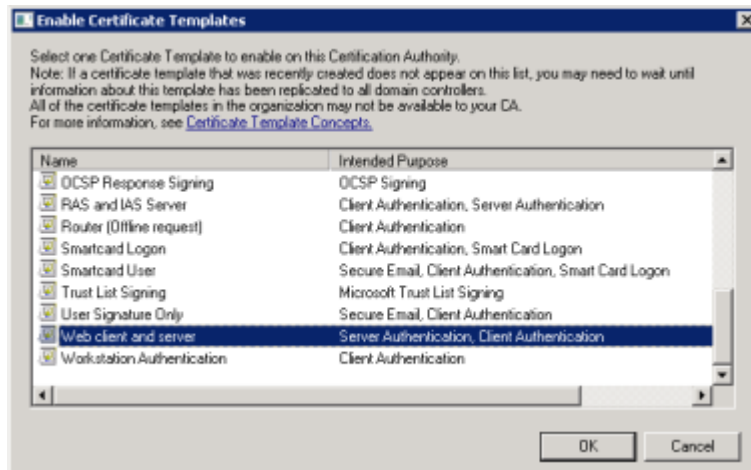 Enable Certificate Templates
Select one Certificate Template to enable on this Certification Authority.
Note: If a certificate template that was recently created does not appear on this list, you may need to wait until
information about this template has been replicated to all domain controllers.
All of the certificate templates in the organization may not be available to your CA.
For more information, see Certificate Template Concepts.
Name Intended Purpose
OCSP Response Signing OCSP Signing
RAS and IAS Server Client Authentication, Server Authentication
Router (Offline request) Client Authentication
Smartcard Logon Client Authentication, Smart Card Logon
Smartcard User Secure Email, Client Authentication, Smart Card Logon
Trust List Signing Microsoft Trust List Signing
User Signature Only Secure Email, Client Authentication
Web client and server Server Authentication, Client Authentication
Workstation Authentication Client Authentication
OK Cancel